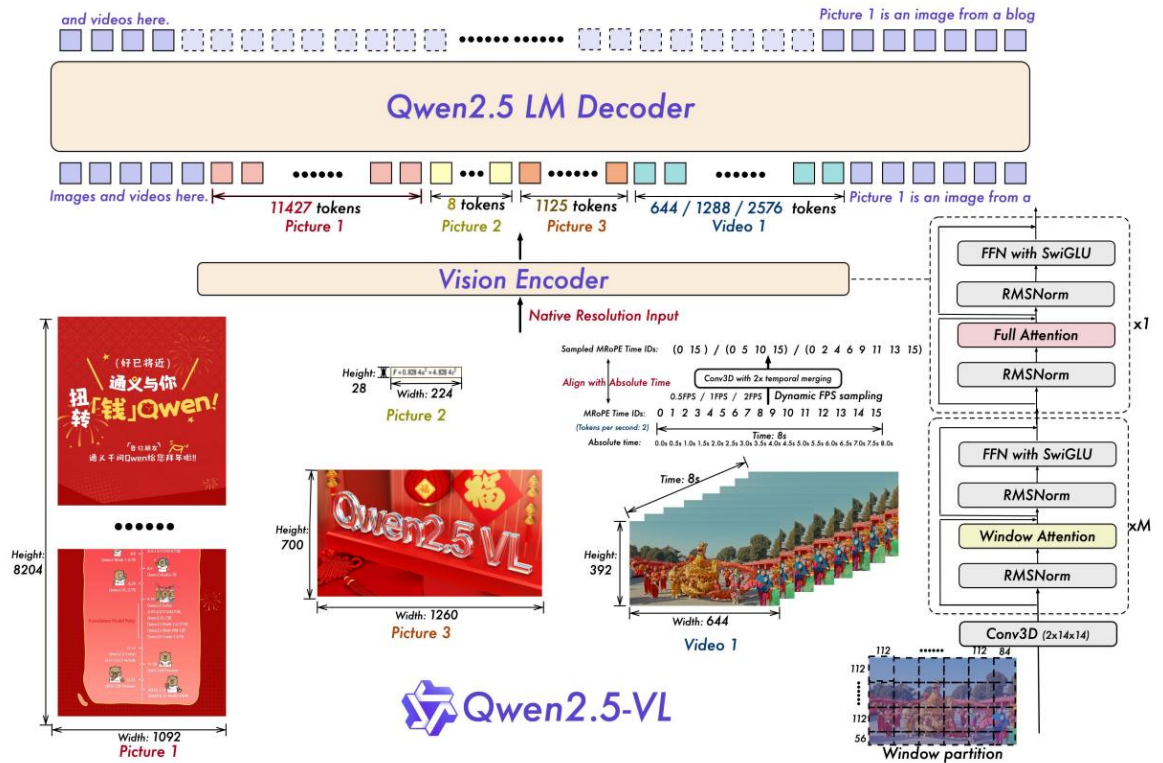 and videos here.
Picture 1 is an image from a blog
Qwen2.5 LM Decoder
Images and videos here.
11427 tokens
Picture 1
8 tokens
Picture 2
1125 tokens
Picture 3
644 / 1288 / 2576 tokens
Video 1
Picture 1 is an image from a
Vision Encoder
Native Resolution Input
FFN with SwiGLU
RMSNorm
Full Attention
RMSNorm
x1
FFN with SwiGLU
RMSNorm
Window Attention
RMSNorm
xM
Conv3D (2x14x14)
112 112 84
112
112
56
Window partition
Height:
8204
(好已将近)
通义与你
扭转「钱」Qwen!
通义千问Qwen给您拜年啦!!
Width: 1092
Picture 1
Height:
28
Width: 224
Picture 2
Sampled MRoPE Time IDs: (0 15) / (0 5 10 15) / (0 2 4 6 9 11 13 15)
Align with Absolute Time
Conv3D with 2x temporal merging
0.5FPS / 1FPS / 2FPS
Dynamic FPS sampling
MRoPE Time IDs: 0 1 2 3 4 5 6 7 8 9 10 11 12 13 14 15
(Tokens per second: 2)
Time: 8s
Absolute time: 0.0s 0.5s 1.0s 1.5s 2.0s 2.5s 3.0s 3.5s 4.0s 4.5s 5.0s 5.5s 6.0s 6.5s 7.0s 7.5s 8.0s
Height:
700
福
Qwen2.5 VL
Width: 1260
Picture 3
Time: 8s
Height:
392
Width: 644
Video 1
Qwen2.5-VL